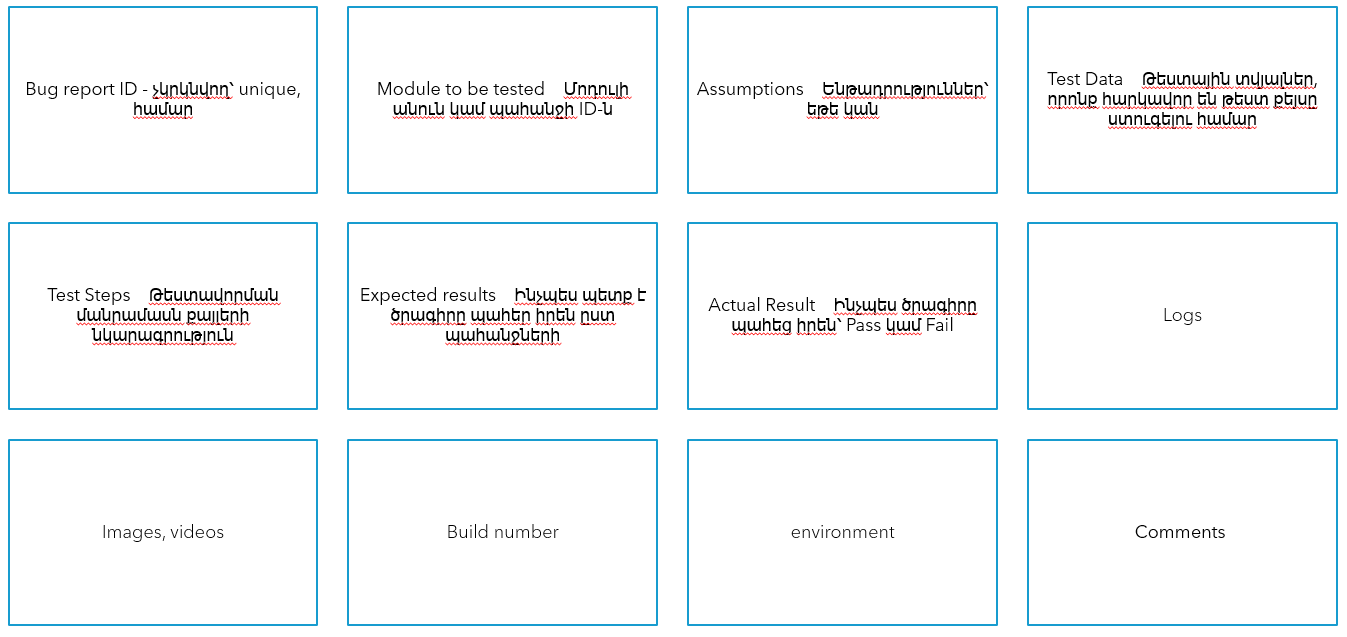 Bug report ID - չկրկնվող՝ unique,
համար
Module to be tested Մոդուլի
անուն կամ պահանջի ID-ն
Assumptions Ենթադրություններ՝
եթե կան
Test Data Թեստային տվյալներ,
որոնք հարկավոր են թեստ քեյսը
ստուգելու համար
Test Steps Թեստավորման
մանրամասն քայլերի
նկարագրություն
Expected results Ինչպես պետք է
ծրագիրը պահեր իրեն ըստ
պահանջների
Actual Result Ինչպես ծրագիրը
պահեց իրեն՝ Pass կամ Fail
Logs
Images, videos
Build number
environment
Comments